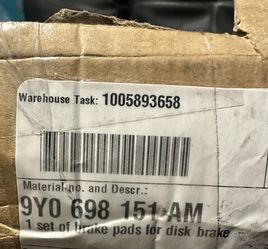 Warehouse Task: 1005893658
Material no. and Descr.:
9Y0 698 151 AM
1 set of brake pads for disk brake